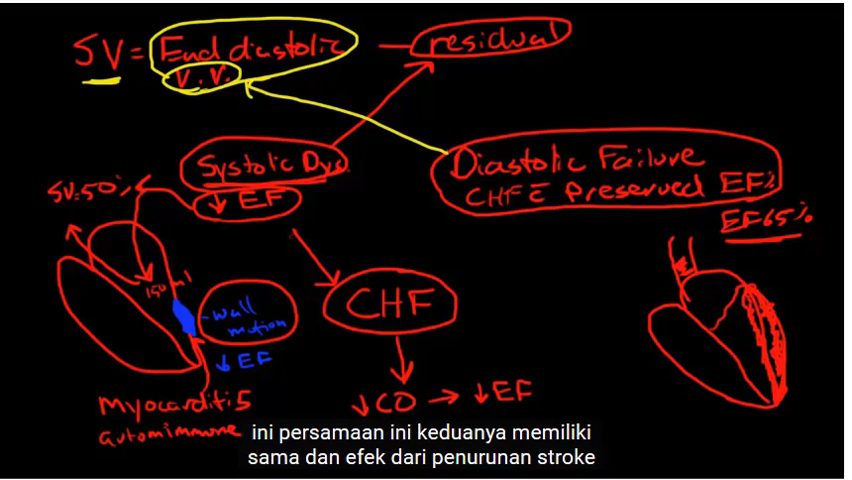 SV = End diastolic - residual
V.V.
Systolic Dys.
↓ EF
Diastolic Failure
CHF c̄ Preserved EF%
EF 65%
SV=50%
150 ml
wall
motion
↓ EF
CHF
↓CO → ↓EF
Myocarditis
autoimmune
ini persamaan ini keduanya memiliki
sama dan efek dari penurunan stroke